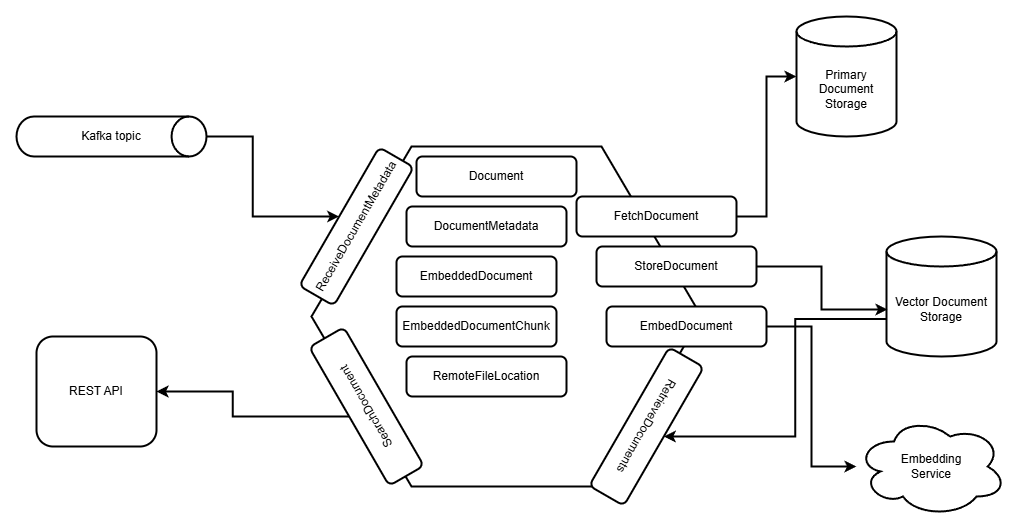 Primary
Document
Storage
Kafka topic
ReceiveDocumentMetadata
Document
DocumentMetadata
EmbeddedDocument
EmbeddedDocumentChunk
RemoteFileLocation
FetchDocument
StoreDocument
EmbedDocument
RetrieveDocuments
Vector Document
Storage
REST API
SearchDocument
Embedding
Service